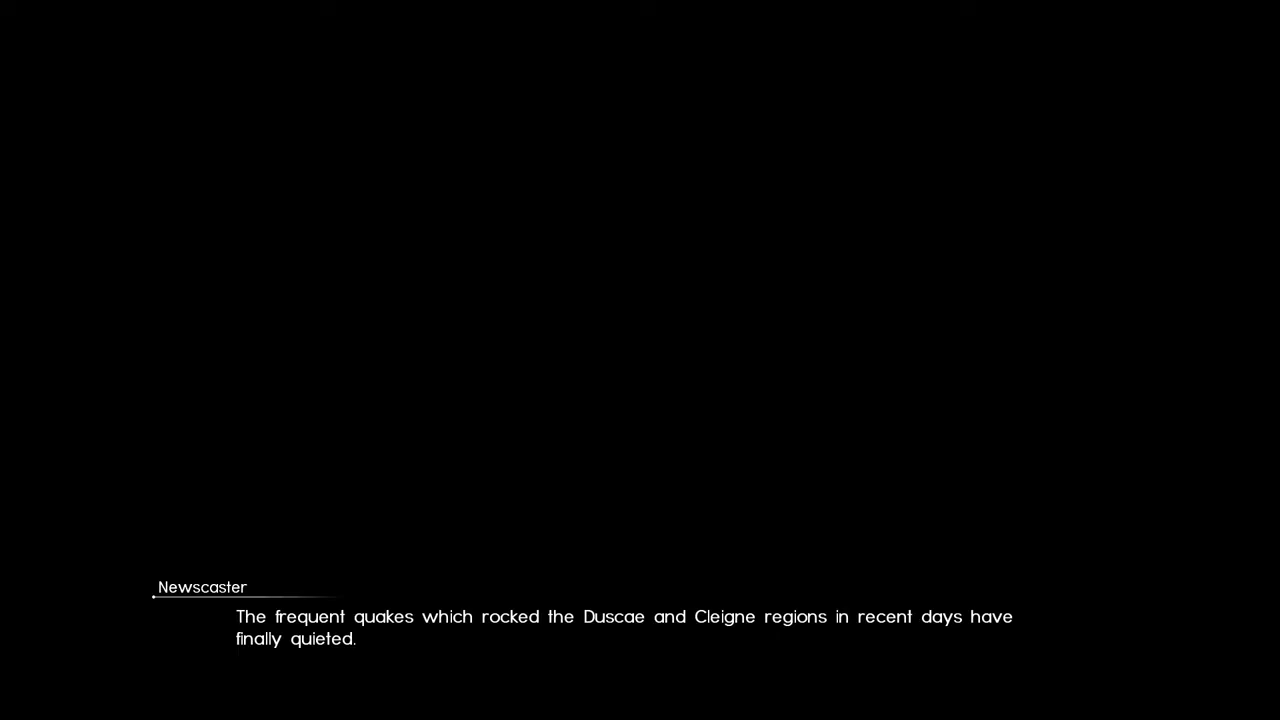 Newscaster
The frequent quakes which rocked the Duscae and Cleigne regions in recent days have
finally quieted.